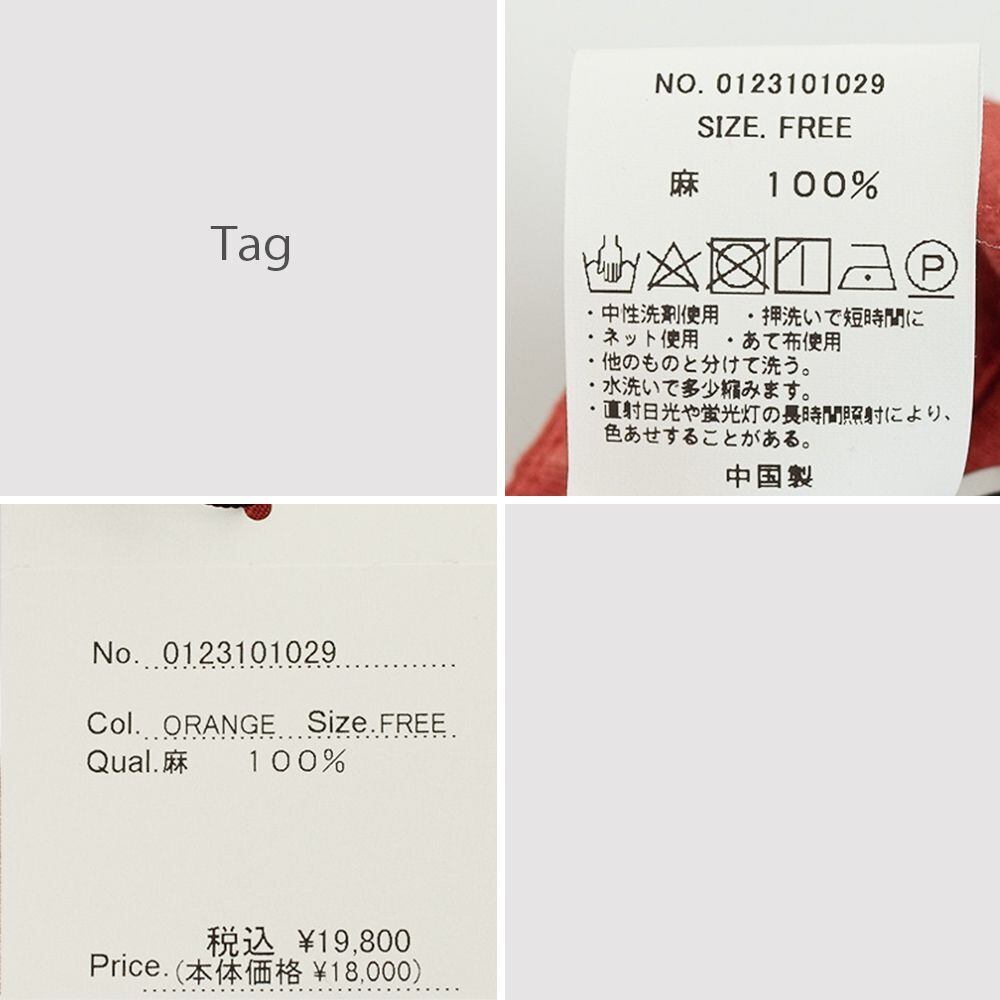 Tag
NO. 0123101029
SIZE. FREE
麻 100%
P
・中性洗剤使用 ・押洗いで短時間に
・ネット使用 ・あて布使用
・他のものと分けて洗う。
・水洗いで多少縮みます。
・直射日光や蛍光灯の長時間照射により、
色あせすることがある。
中国製
No. 0123101029
Col. ORANGE Size.FREE
Qual.麻 100%
税込 ¥19,800
Price.(本体価格 ¥18,000)